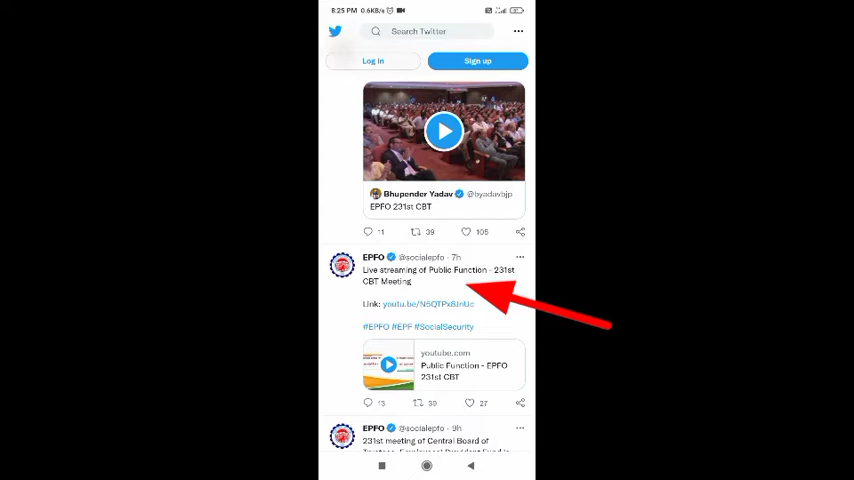 8:25 PM 0.6KB/s
Search Twitter
Log in
Sign up
Bhupender Yadav @byadavbjp
EPFO 231st CBT
11 39 105
EPFO @socialepfo · 7h
Live streaming of Public Function - 231st
CBT Meeting
Link: youtu.be/N5QTPx8JnUc
#EPFO #EPF #SocialSecurity
youtube.com
Public Function - EPFO
231st CBT
13 39 27
EPFO @socialepfo · 9h
231st meeting of Central Board of